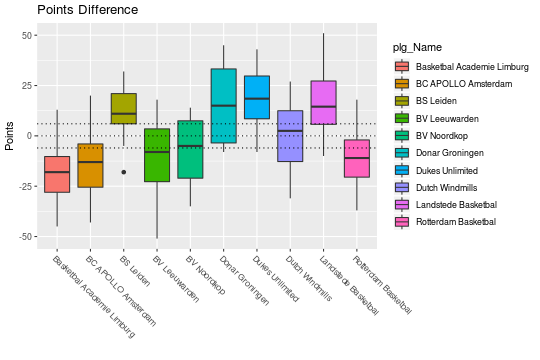 Points Difference
50
25
0
-25
-50
Points
Basketbal Academie Limburg
BC APOLLO Amsterdam
BS Leiden
BV Leeuwarden
BV Noordkop
Donar Groningen
Dukes Unlimited
Dutch Windmills
Landstede Basketbal
Rotterdam Basketbal
plg_Name
Basketbal Academie Limburg
BC APOLLO Amsterdam
BS Leiden
BV Leeuwarden
BV Noordkop
Donar Groningen
Dukes Unlimited
Dutch Windmills
Landstede Basketbal
Rotterdam Basketbal